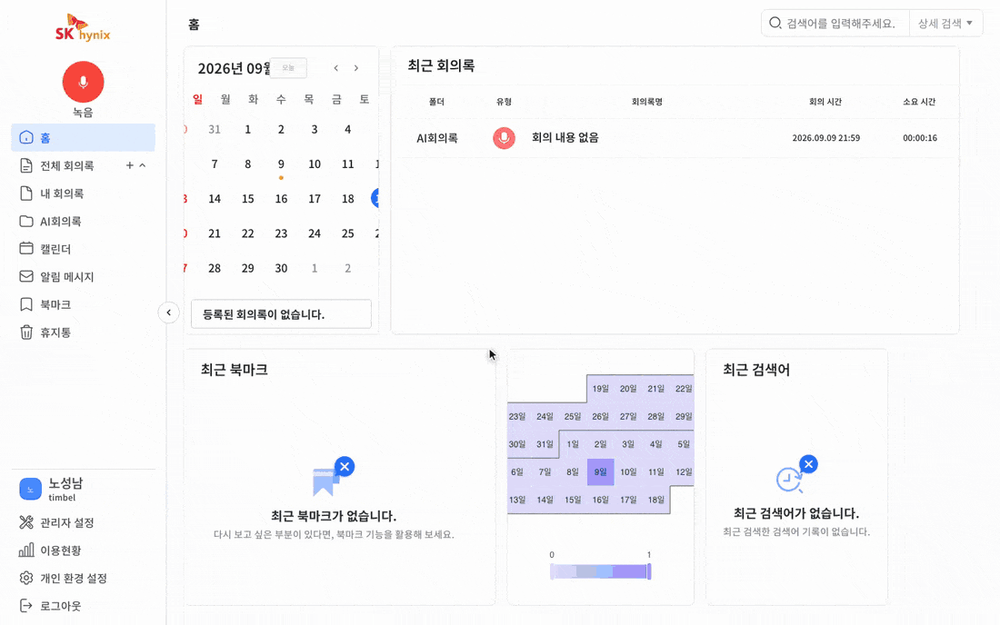 SK hynix
녹음
홈
전체 회의록
내 회의록
AI회의록
캘린더
알림 메시지
북마크
휴지통
노
노성남
timbel
관리자 설정
이용현황
개인 환경 설정
로그아웃
홈
검색어를 입력해주세요. 상세 검색
2026년 09월 오늘
일 월 화 수 목 금 토
31 1 2 3 4
7 8 9 10 11
14 15 16 17 18
21 22 23 24 25
28 29 30 1 2
등록된 회의록이 없습니다.
최근 회의록
폴더 유형 회의록명 회의 시간 소요 시간
AI회의록 회의 내용 없음 2026.09.09 21:59 00:00:16
최근 북마크
최근 북마크가 없습니다.
다시 보고 싶은 부분이 있다면, 북마크 기능을 활용해 보세요.
19일 20일 21일 22일
23일 24일 25일 26일 27일 28일 29일
30일 31일 1일 2일 3일 4일 5일
6일 7일 8일 9일 10일 11일 12일
13일 14일 15일 16일 17일 18일
0 1
최근 검색어
최근 검색어가 없습니다.
최근 검색한 검색어 기록이 없습니다.